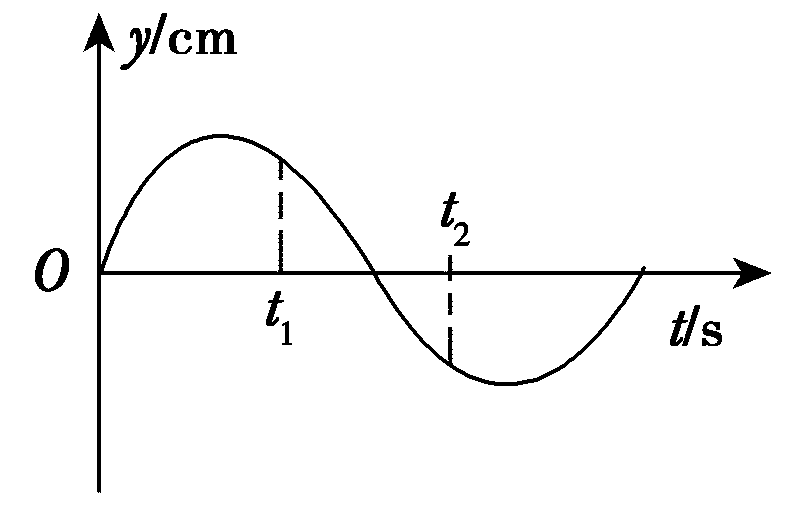 y/cm
t₂
O
t₁
t/s